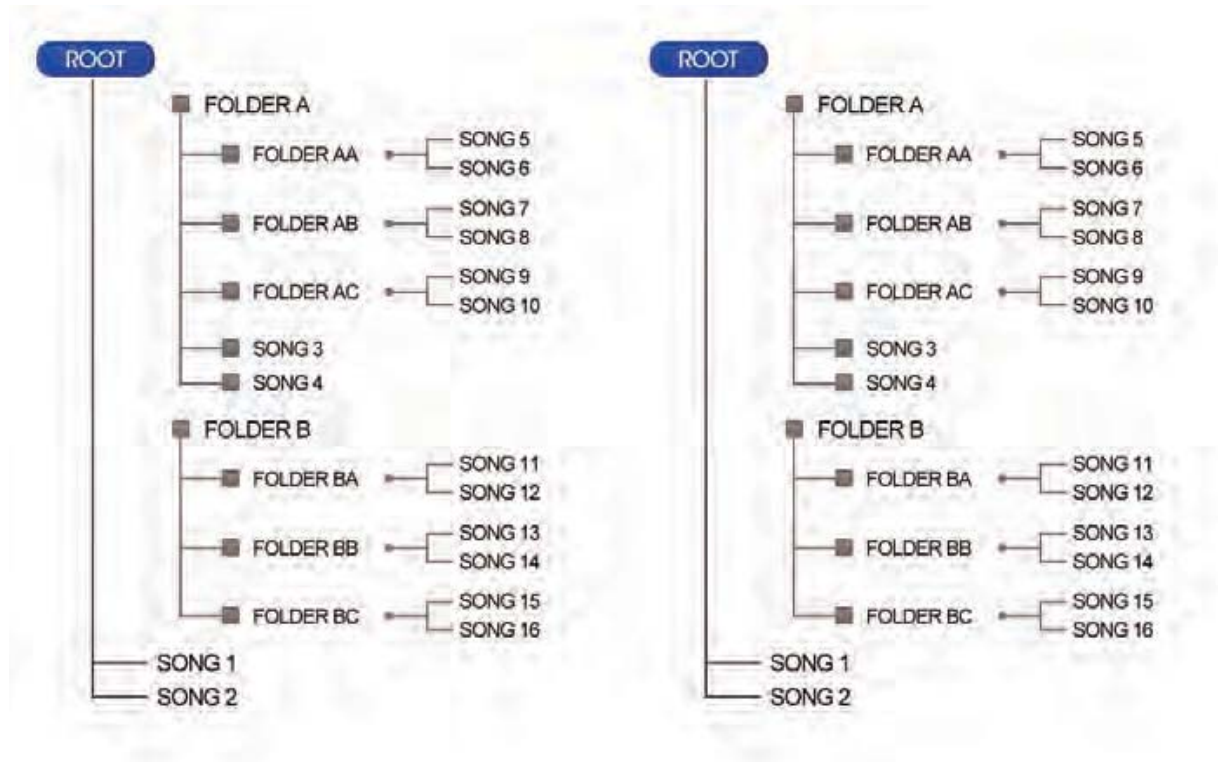 ROOT
FOLDER A
FOLDER AA
SONG 5
SONG 6
FOLDER AB
SONG 7
SONG 8
FOLDER AC
SONG 9
SONG 10
SONG 3
SONG 4
FOLDER B
FOLDER BA
SONG 11
SONG 12
FOLDER BB
SONG 13
SONG 14
FOLDER BC
SONG 15
SONG 16
SONG 1
SONG 2
ROOT
FOLDER A
FOLDER AA
SONG 5
SONG 6
FOLDER AB
SONG 7
SONG 8
FOLDER AC
SONG 9
SONG 10
SONG 3
SONG 4
FOLDER B
FOLDER BA
SONG 11
SONG 12
FOLDER BB
SONG 13
SONG 14
FOLDER BC
SONG 15
SONG 16
SONG 1
SONG 2